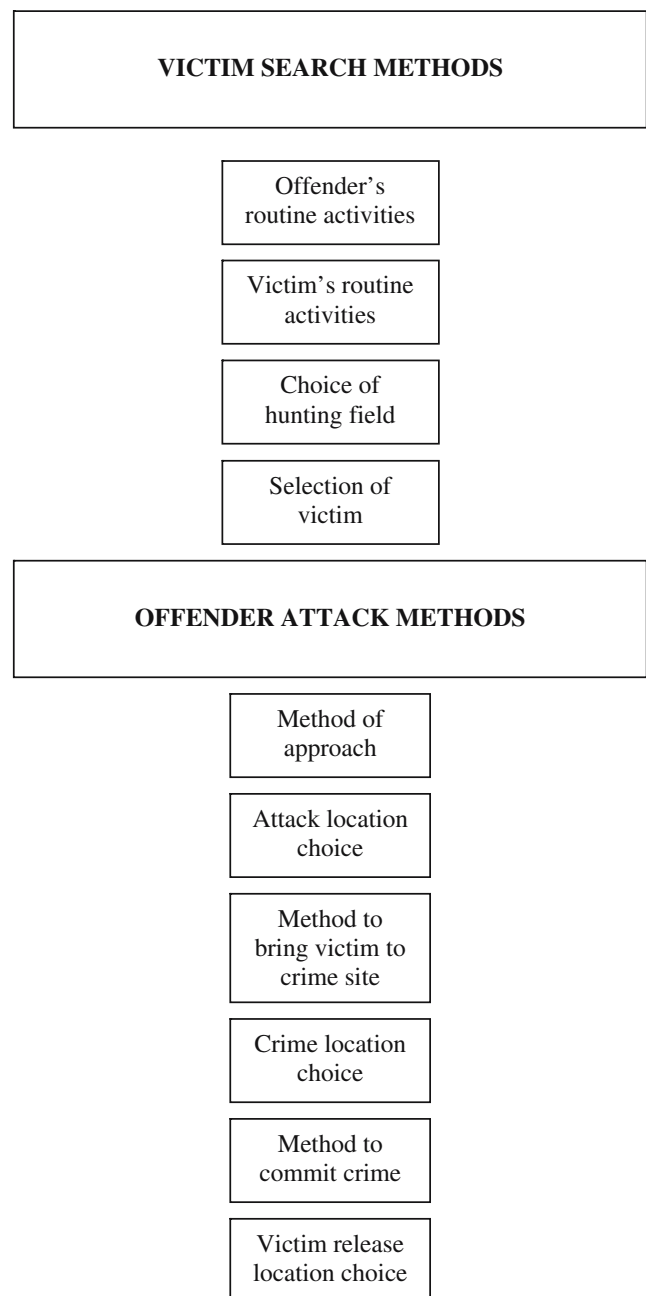 VICTIM SEARCH METHODS
Offender’s
routine activities
Victim’s routine
activities
Choice of
hunting field
Selection of
victim
OFFENDER ATTACK METHODS
Method of
approach
Attack location
choice
Method to
bring victim to
crime site
Crime location
choice
Method to
commit crime
Victim release
location choice